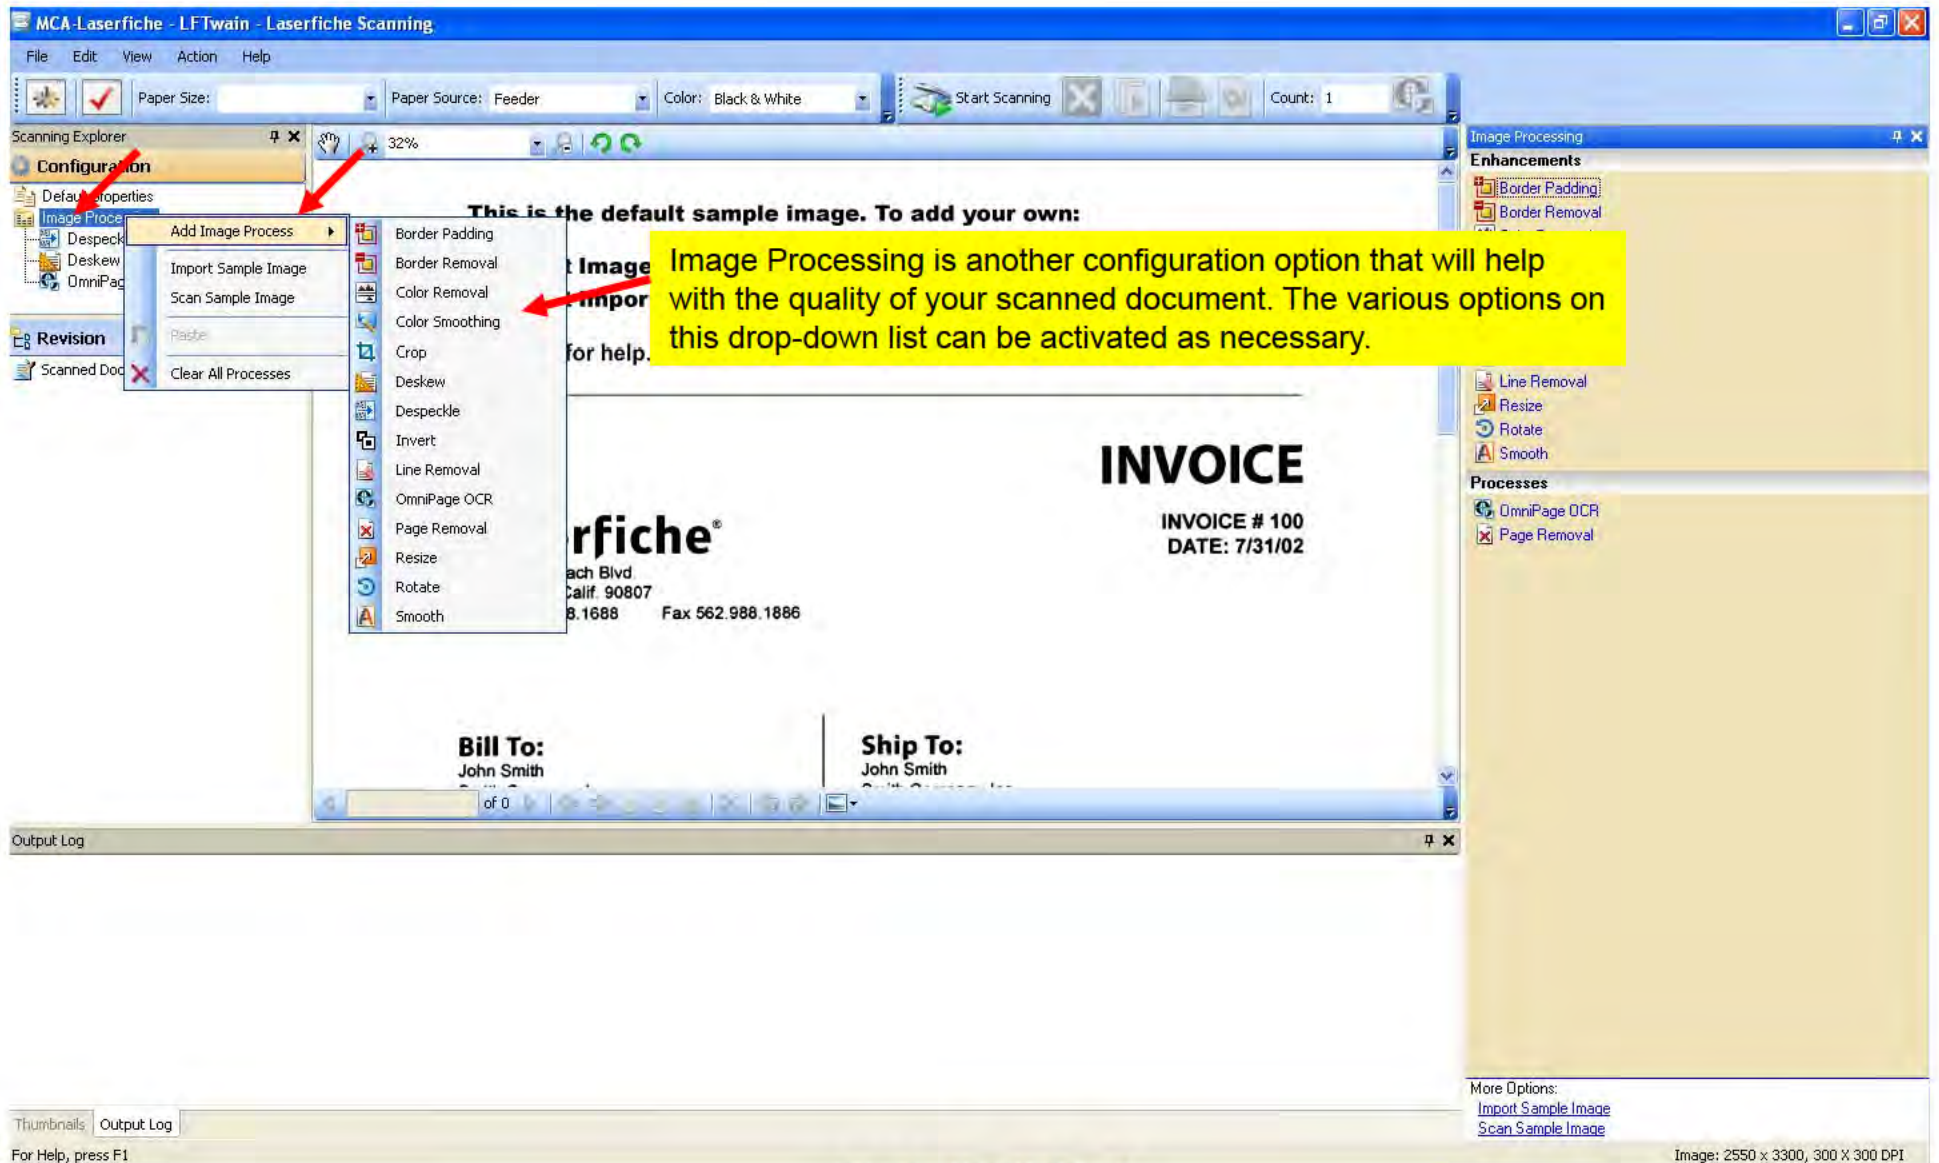 MCA-Laserfiche - LFTwain - Laserfiche Scanning
File Edit View Action Help
Paper Size: Paper Source: Feeder Color: Black & White Start Scanning Count: 1
Scanning Explorer
Configuration
Default Properties
Image Proce
Despeck
Deskew
OmniPag
Revision
Scanned Doc
Add Image Process
Import Sample Image
Scan Sample Image
Paste
Clear All Processes
Border Padding
Border Removal
Color Removal
Color Smoothing
Crop
Deskew
Despeckle
Invert
Line Removal
OmniPage OCR
Page Removal
Resize
Rotate
Smooth
32%
This is the default sample image. To add your own:
Image
for help.
Image Processing is another configuration option that will help
with the quality of your scanned document. The various options on
this drop-down list can be activated as necessary.
INVOICE
INVOICE # 100
DATE: 7/31/02
rfiche®
ach Blvd
Calif. 90807
8.1688 Fax 562.988.1886
Bill To:
John Smith
Ship To:
John Smith
of 0
Image Processing
Enhancements
Border Padding
Border Removal
Line Removal
Resize
Rotate
Smooth
Processes
OmniPage OCR
Page Removal
More Options:
Import Sample Image
Scan Sample Image
Output Log
Thumbnails Output Log
For Help, press F1
Image: 2550 x 3300, 300 X 300 DPI